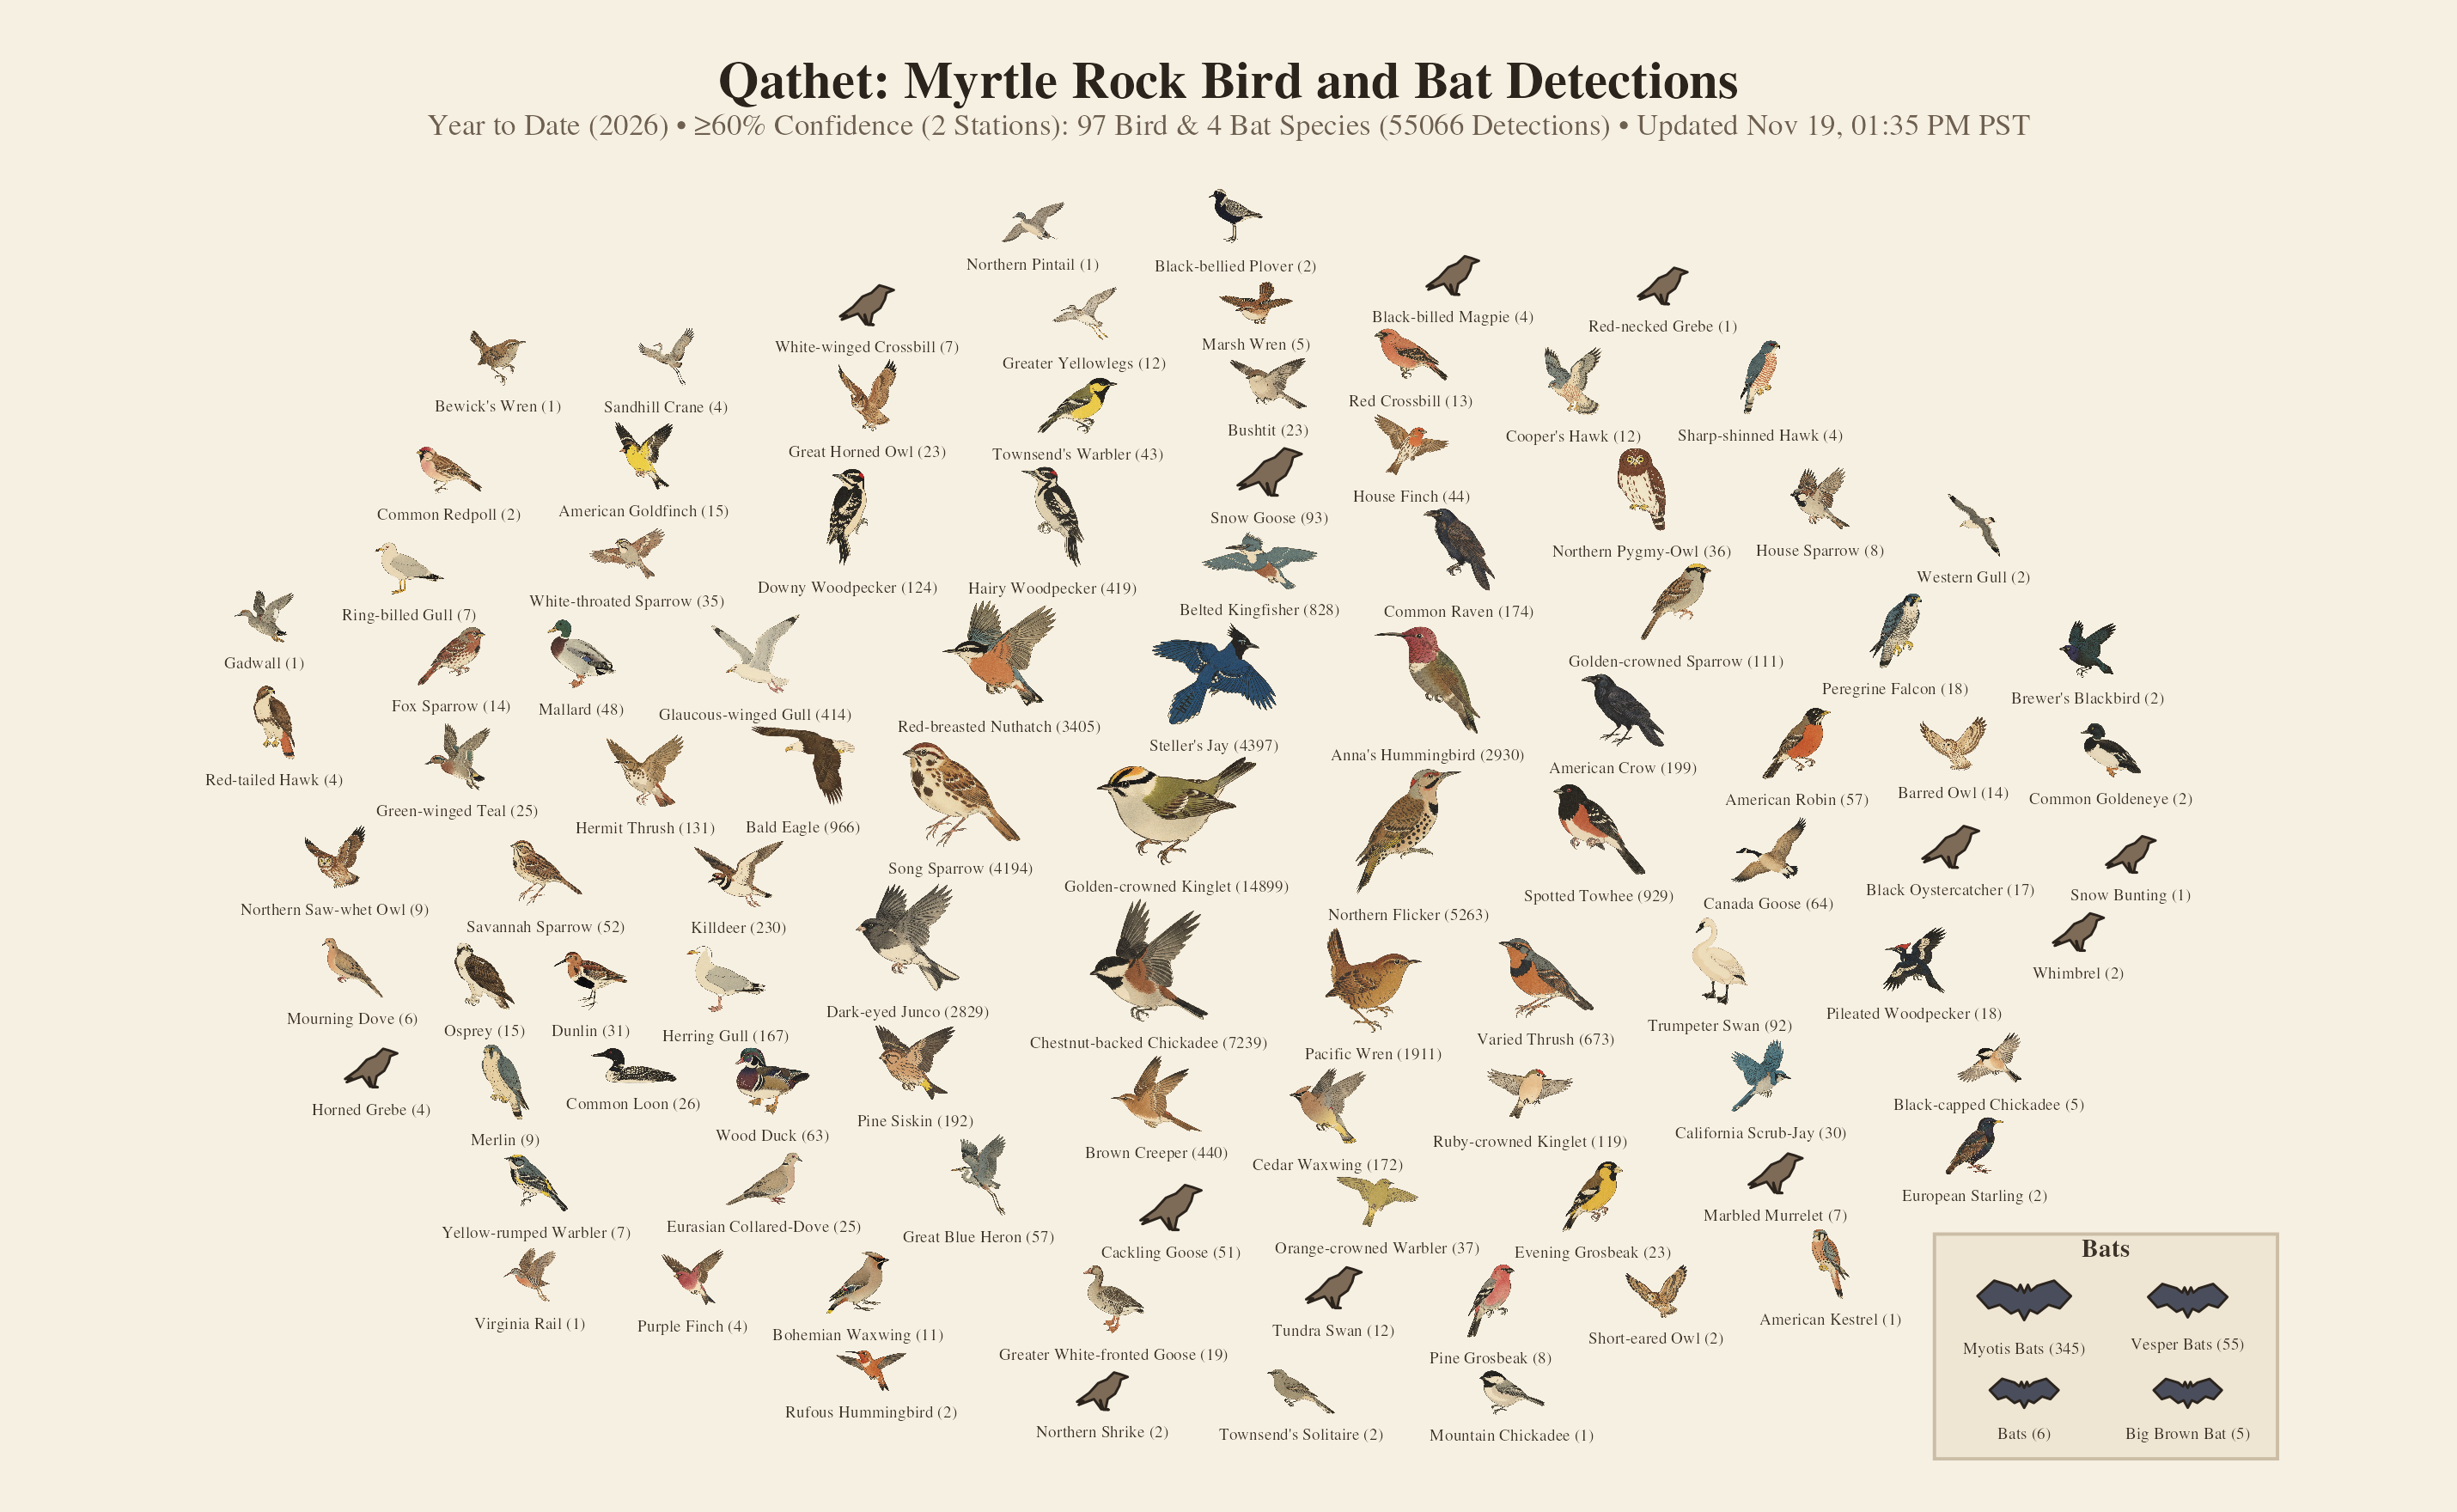 Qathet: Myrtle Rock Bird and Bat Detections
Year to Date (2026) • ≥60% Confidence (2 Stations): 97 Bird & 4 Bat Species (55066 Detections) • Updated Nov 19, 01:35 PM PST
Northern Pintail (1)
Black-bellied Plover (2)
Black-billed Magpie (4)
Red-necked Grebe (1)
White-winged Crossbill (7)
Greater Yellowlegs (12)
Marsh Wren (5)
Bewick's Wren (1)
Sandhill Crane (4)
Red Crossbill (13)
Cooper's Hawk (12)
Sharp-shinned Hawk (4)
Great Horned Owl (23)
Townsend's Warbler (43)
Bushtit (23)
Common Redpoll (2)
American Goldfinch (15)
Snow Goose (93)
House Finch (44)
Northern Pygmy-Owl (36)
House Sparrow (8)
Western Gull (2)
Ring-billed Gull (7)
White-throated Sparrow (35)
Downy Woodpecker (124)
Hairy Woodpecker (419)
Belted Kingfisher (828)
Common Raven (174)
Gadwall (1)
Golden-crowned Sparrow (111)
Peregrine Falcon (18)
Brewer's Blackbird (2)
Fox Sparrow (14)
Mallard (48)
Glaucous-winged Gull (414)
Red-breasted Nuthatch (3405)
Steller's Jay (4397)
Anna's Hummingbird (2930)
American Crow (199)
Red-tailed Hawk (4)
American Robin (57)
Barred Owl (14)
Common Goldeneye (2)
Green-winged Teal (25)
Hermit Thrush (131)
Bald Eagle (966)
Song Sparrow (4194)
Golden-crowned Kinglet (14899)
Northern Flicker (5263)
Spotted Towhee (929)
Canada Goose (64)
Black Oystercatcher (17)
Snow Bunting (1)
Northern Saw-whet Owl (9)
Savannah Sparrow (52)
Killdeer (230)
Whimbrel (2)
Mourning Dove (6)
Osprey (15)
Dunlin (31)
Herring Gull (167)
Dark-eyed Junco (2829)
Chestnut-backed Chickadee (7239)
Pacific Wren (1911)
Varied Thrush (673)
Trumpeter Swan (92)
Pileated Woodpecker (18)
Horned Grebe (4)
Merlin (9)
Common Loon (26)
Wood Duck (63)
Pine Siskin (192)
Brown Creeper (440)
Cedar Waxwing (172)
Ruby-crowned Kinglet (119)
California Scrub-Jay (30)
Black-capped Chickadee (5)
European Starling (2)
Yellow-rumped Warbler (7)
Eurasian Collared-Dove (25)
Great Blue Heron (57)
Cackling Goose (51)
Orange-crowned Warbler (37)
Evening Grosbeak (23)
Marbled Murrelet (7)
Virginia Rail (1)
Purple Finch (4)
Bohemian Waxwing (11)
Greater White-fronted Goose (19)
Tundra Swan (12)
Pine Grosbeak (8)
Short-eared Owl (2)
American Kestrel (1)
Rufous Hummingbird (2)
Northern Shrike (2)
Townsend's Solitaire (2)
Mountain Chickadee (1)
Bats
Myotis Bats (345)
Vesper Bats (55)
Bats (6)
Big Brown Bat (5)